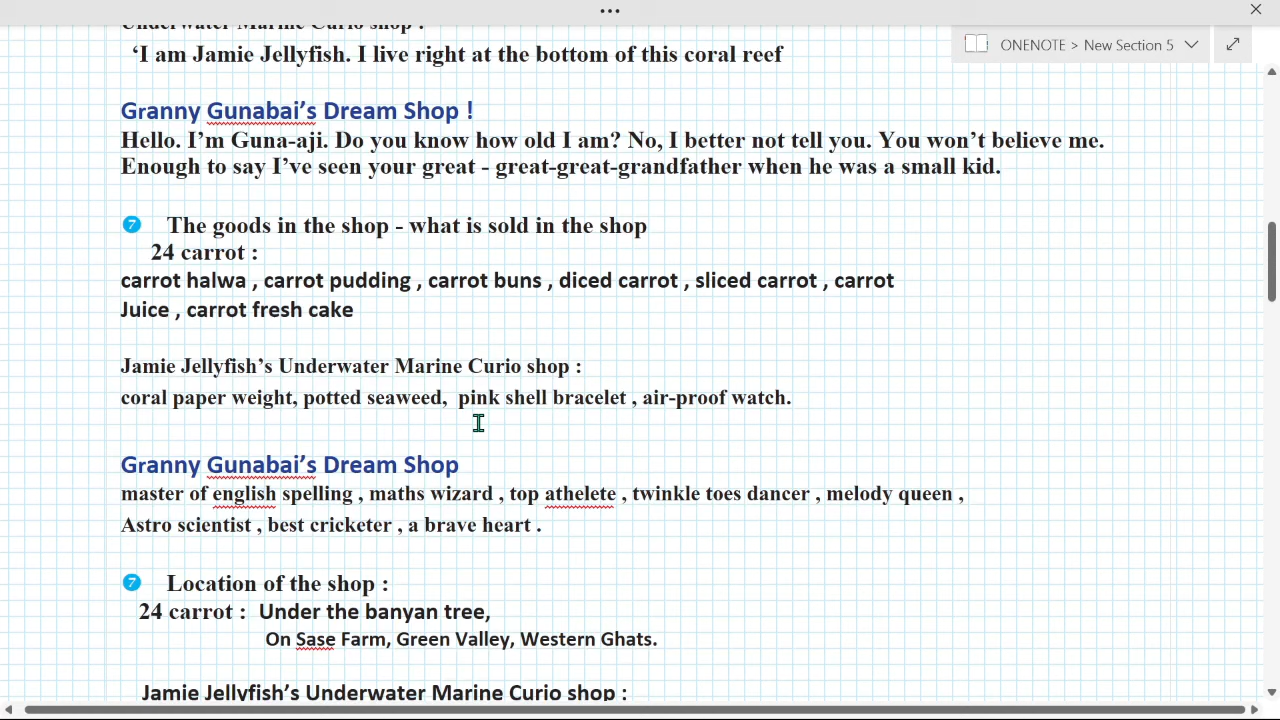 Underwater Marine Curio shop :
‘I am Jamie Jellyfish. I live right at the bottom of this coral reef
ONENOTE > New Section 5
Granny Gunabai’s Dream Shop !
Hello. I’m Guna-aji. Do you know how old I am? No, I better not tell you. You won’t believe me.
Enough to say I’ve seen your great - great-great-grandfather when he was a small kid.
7 The goods in the shop - what is sold in the shop
24 carrot :
carrot halwa , carrot pudding , carrot buns , diced carrot , sliced carrot , carrot
Juice , carrot fresh cake
Jamie Jellyfish’s Underwater Marine Curio shop :
coral paper weight, potted seaweed,  pink shell bracelet , air-proof watch.
Granny Gunabai’s Dream Shop
master of english spelling , maths wizard , top athelete , twinkle toes dancer , melody queen ,
Astro scientist , best cricketer , a brave heart .
7 Location of the shop :
24 carrot :  Under the banyan tree,
On Sase Farm, Green Valley, Western Ghats.
Jamie Jellyfish’s Underwater Marine Curio shop :